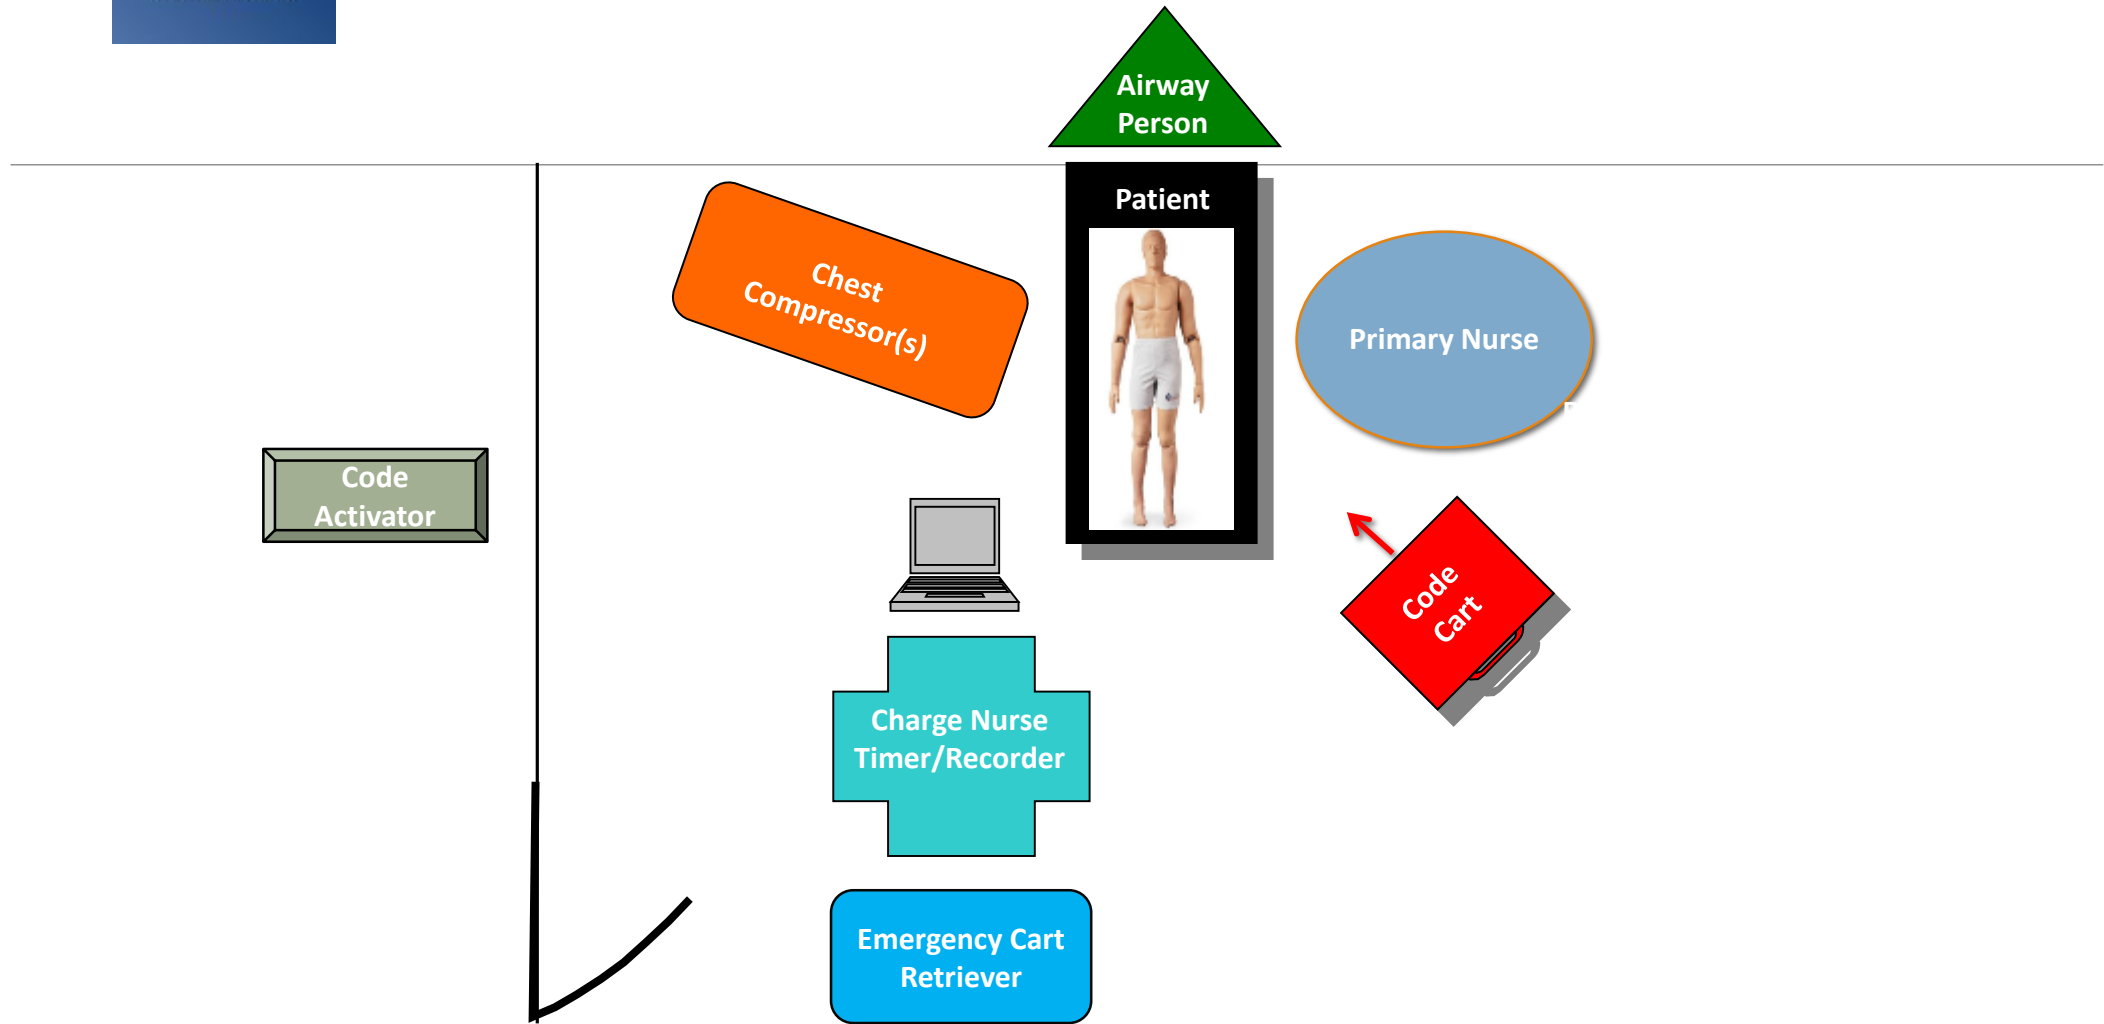 Airway
Person
Patient
Chest
Compressor(s)
Primary Nurse
Code
Activator
Code
Cart
Charge Nurse
Timer/Recorder
Emergency Cart
Retriever